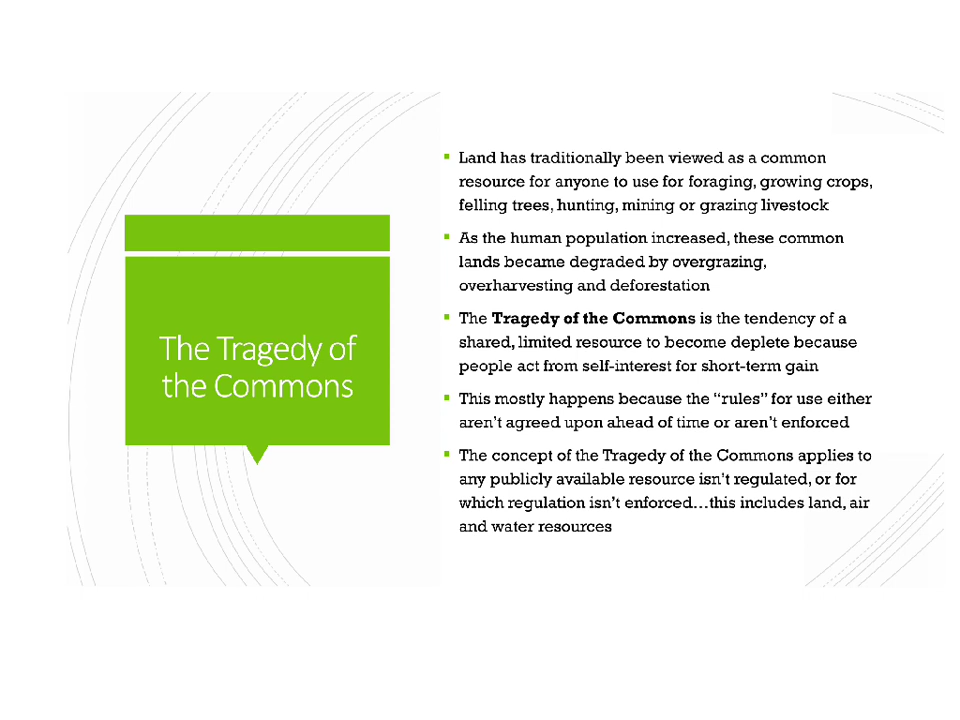 The Tragedy of
the Commons
▪ Land has traditionally been viewed as a common
resource for anyone to use for foraging, growing crops,
felling trees, hunting, mining or grazing livestock
▪ As the human population increased, these common
lands became degraded by overgrazing,
overharvesting and deforestation
▪ The Tragedy of the Commons is the tendency of a
shared, limited resource to become deplete because
people act from self-interest for short-term gain
▪ This mostly happens because the “rules” for use either
aren’t agreed upon ahead of time or aren’t enforced
▪ The concept of the Tragedy of the Commons applies to
any publicly available resource isn’t regulated, or for
which regulation isn’t enforced…this includes land, air
and water resources